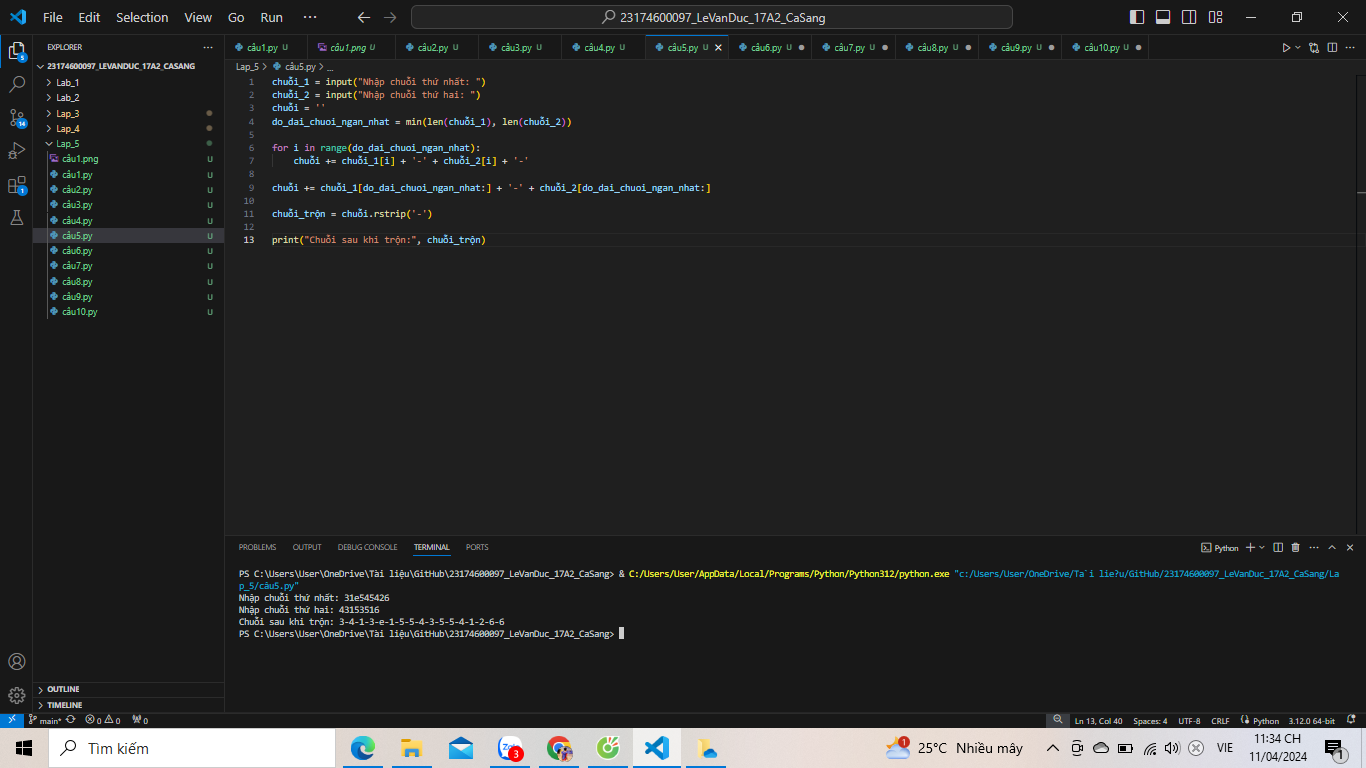 File Edit Selection View Go Run ··· 23174600097_LeVanDuc_17A2_CaSang
EXPLORER ···
23174600097_LEVANDUC_17A2_CASANG
Lab_1
Lab_2
Lap_3
Lap_4
Lap_5
câu1.png U
câu1.py U
câu2.py U
câu3.py U
câu4.py U
câu5.py U
câu6.py U
câu7.py U
câu8.py U
câu9.py U
câu10.py U
OUTLINE
TIMELINE
câu1.py U câu1.png U câu2.py U câu3.py U câu4.py U câu5.py U câu6.py U câu7.py U câu8.py U câu9.py U câu10.py U
Lap_5 > câu5.py > ...
1 chuỗi_1 = input("Nhập chuỗi thứ nhất: ")
2 chuỗi_2 = input("Nhập chuỗi thứ hai: ")
3 chuỗi = ''
4 do_dai_chuoi_ngan_nhat = min(len(chuỗi_1), len(chuỗi_2))
5
6 for i in range(do_dai_chuoi_ngan_nhat):
7 chuỗi += chuỗi_1[i] + '-' + chuỗi_2[i] + '-'
8
9 chuỗi += chuỗi_1[do_dai_chuoi_ngan_nhat:] + '-' + chuỗi_2[do_dai_chuoi_ngan_nhat:]
10
11 chuỗi_trộn = chuỗi.rstrip('-')
12
13 print("Chuỗi sau khi trộn:", chuỗi_trộn)
PROBLEMS OUTPUT DEBUG CONSOLE TERMINAL PORTS Python
PS C:\Users\User\OneDrive\Tài liệu\GitHub\23174600097_LeVanDuc_17A2_CaSang> & C:/Users/User/AppData/Local/Programs/Python/Python312/python.exe "c:/Users/User/OneDrive/Ta`i lie?u/GitHub/23174600097_LeVanDuc_17A2_CaSang/La
p_5/câu5.py"
Nhập chuỗi thứ nhất: 31e545426
Nhập chuỗi thứ hai: 43153516
Chuỗi sau khi trộn: 3-4-1-3-e-1-5-5-4-3-5-5-4-1-2-6-6
PS C:\Users\User\OneDrive\Tài liệu\GitHub\23174600097_LeVanDuc_17A2_CaSang>
main* 0 0 0 Ln 13, Col 40 Spaces: 4 UTF-8 CRLF Python 3.12.0 64-bit
Tìm kiếm 3 1 25°C Nhiều mây VIE 11:34 CH
11/04/2024 1